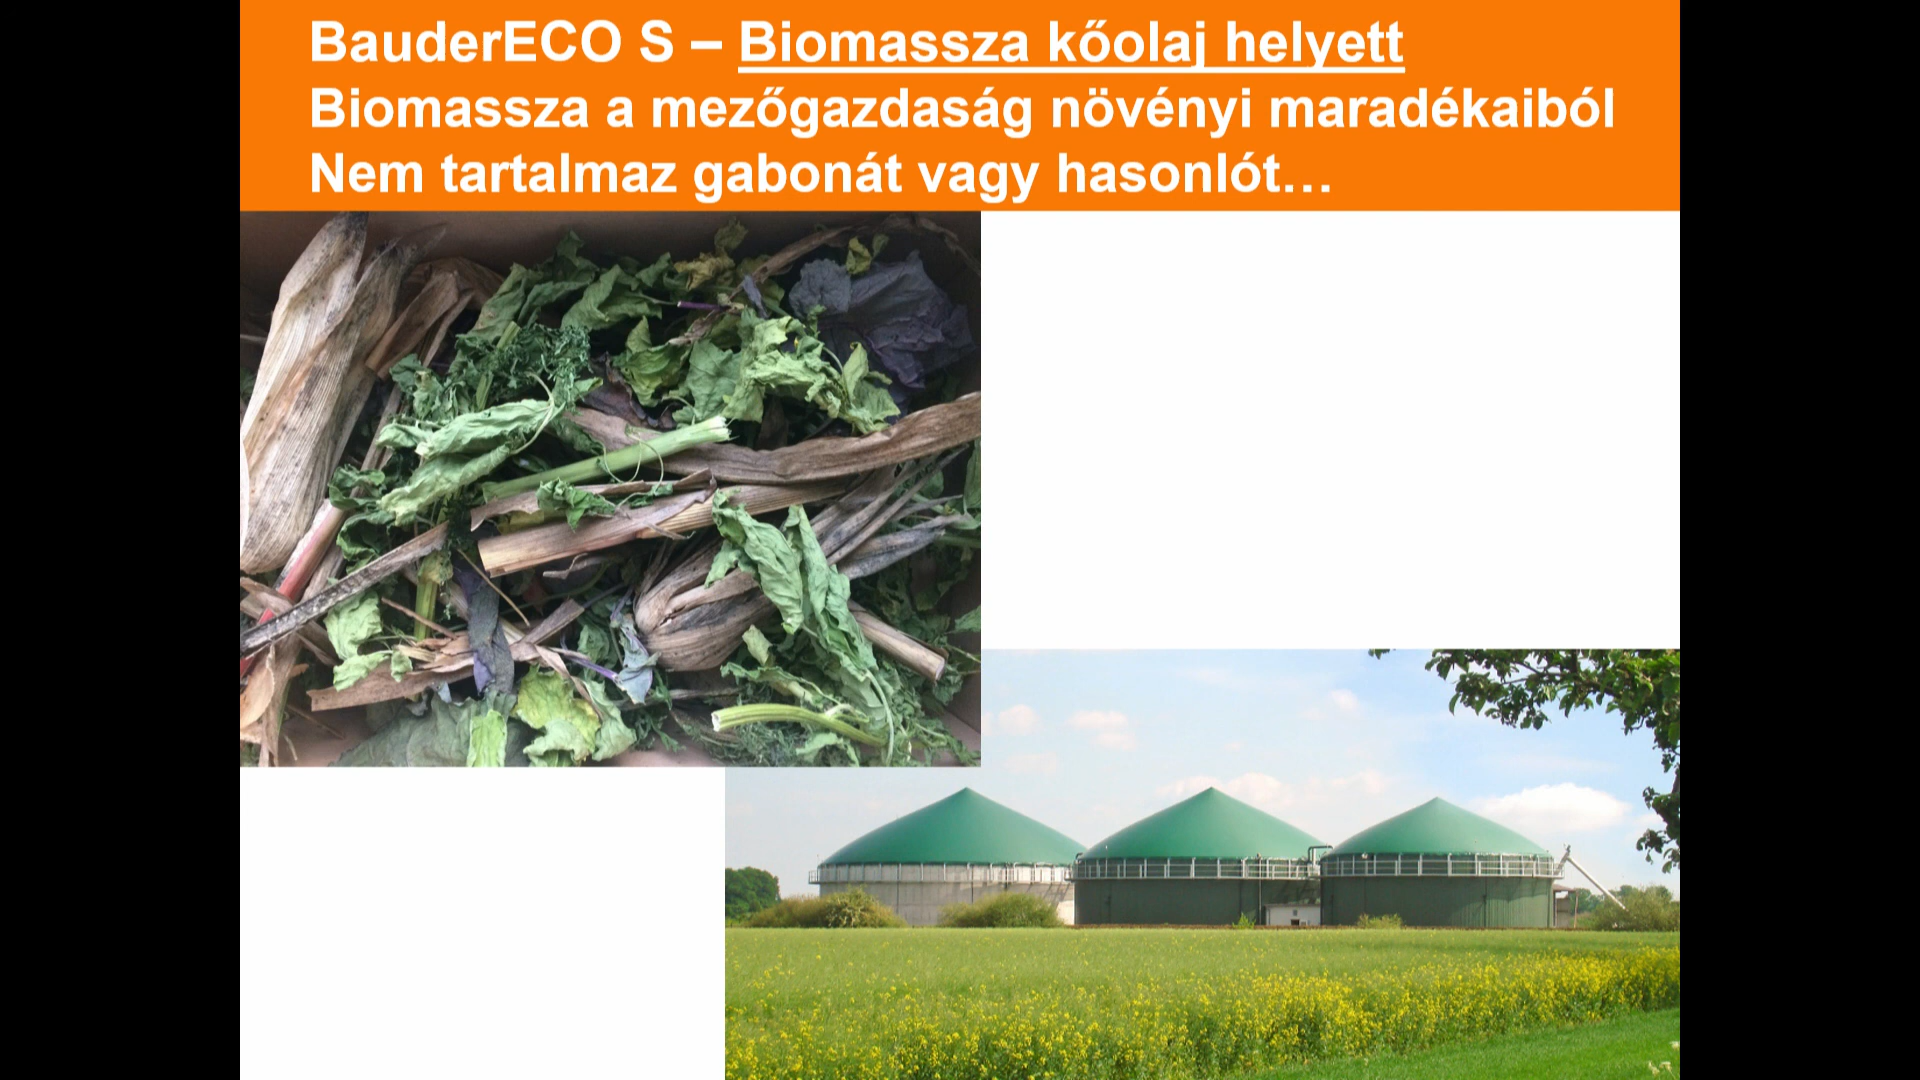 BauderECO S – Biomassza kőolaj helyett
Biomassza a mezőgazdaság növényi maradékaiból
Nem tartalmaz gabonát vagy hasonlót…